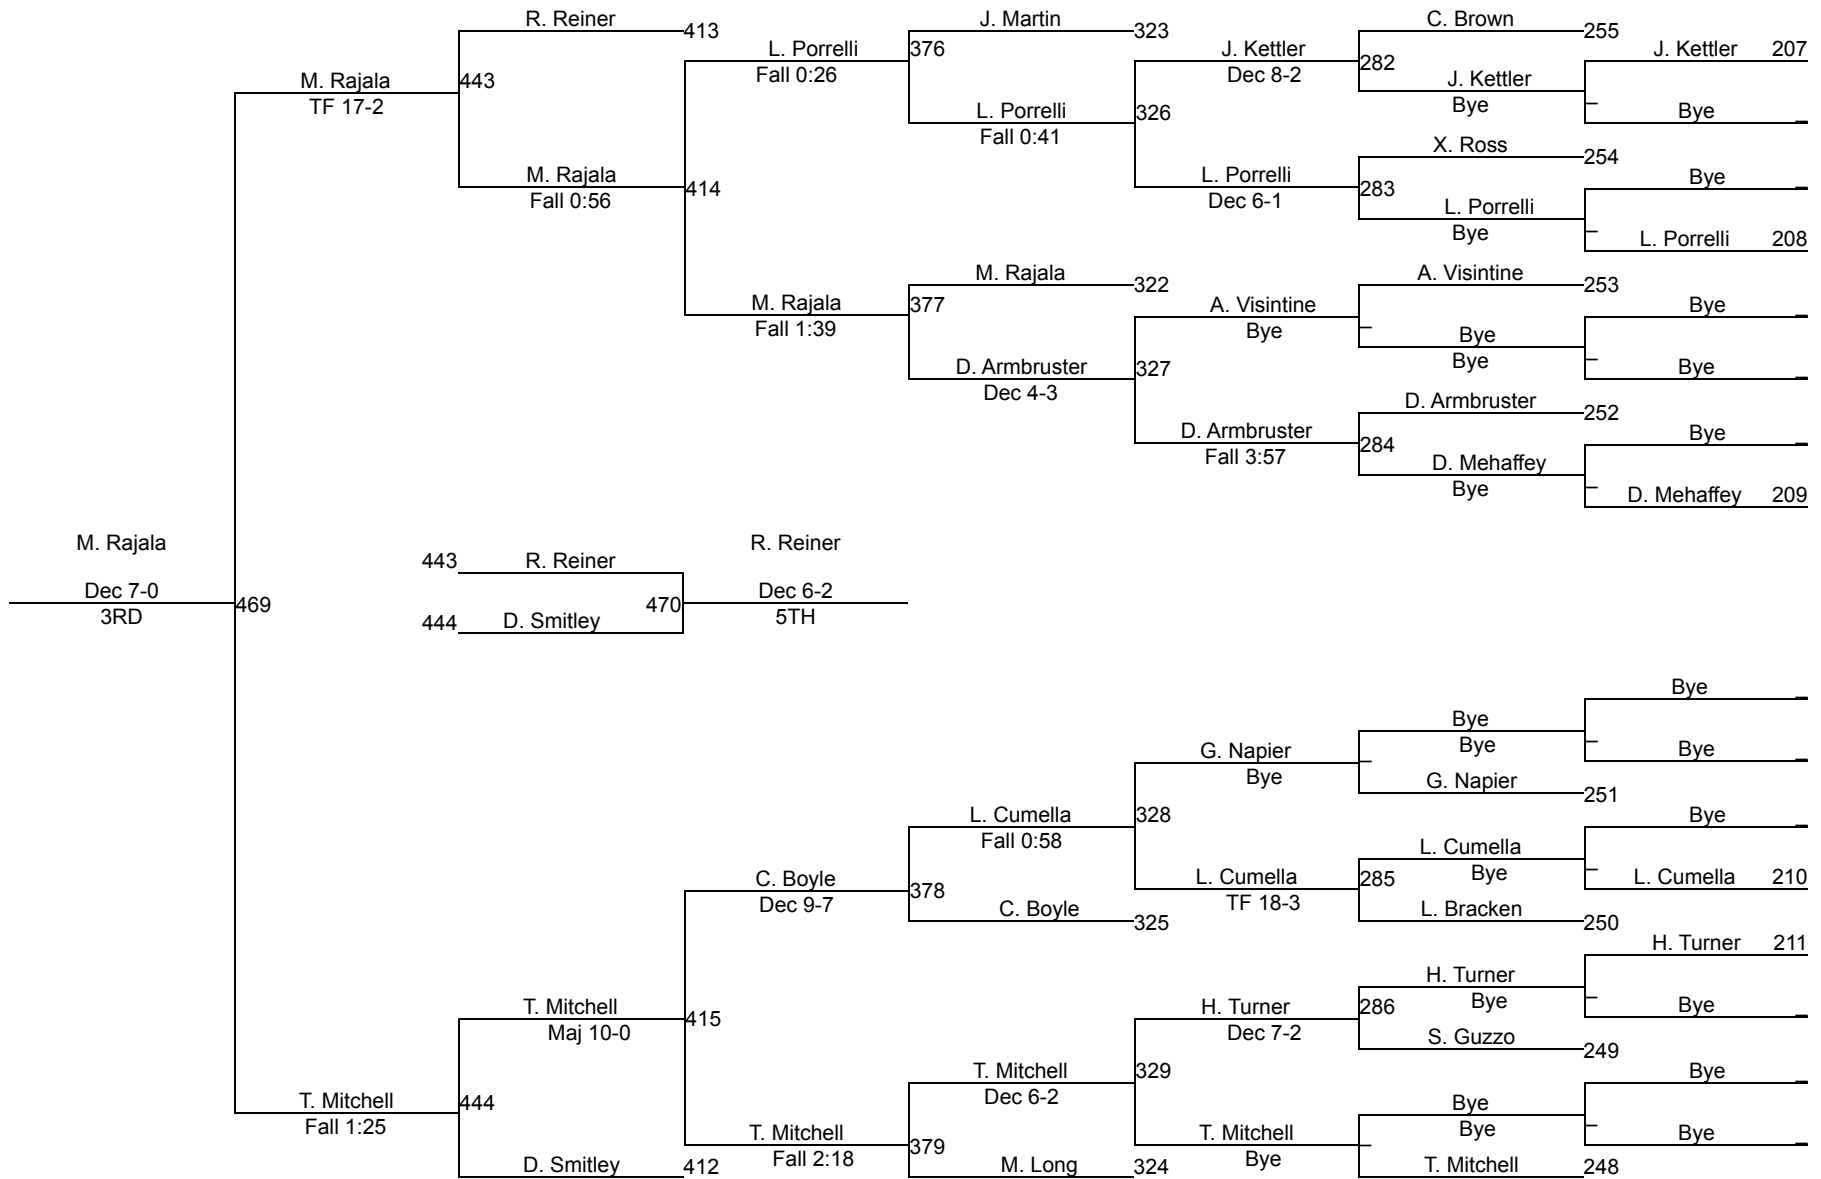 R. Reiner
J. Martin
C. Brown
413
323
255
L. Porrelli
376
J. Kettler
J. Kettler 207
Fall 0:26
Dec 8-2
282
M. Rajala
443
J. Kettler
TF 17-2
Bye
L. Porrelli
326
Bye _
Fall 0:41
X. Ross
254
M. Rajala
L. Porrelli
Bye _
Fall 0:56
414
Dec 6-1
283
L. Porrelli
Bye
L. Porrelli 208
M. Rajala
322
A. Visintine
253
M. Rajala
377
A. Visintine
Bye _
Fall 1:39
Bye
Bye
D. Armbruster
327
Bye
Bye _
Dec 4-3
D. Armbruster
252
D. Armbruster
Bye _
Fall 3:57
284
D. Mehaffey
Bye
D. Mehaffey 209
M. Rajala
R. Reiner
443
R. Reiner
Dec 7-0
469
470
Dec 6-2
3RD
444
D. Smitley
5TH
Bye _
Bye
Bye
G. Napier
Bye _
Bye
G. Napier
251
L. Cumella
328
Bye _
Fall 0:58
L. Cumella
C. Boyle
L. Cumella
285
Bye
L. Cumella 210
Dec 9-7
378
TF 18-3
C. Boyle
325
L. Bracken
250
H. Turner 211
H. Turner
T. Mitchell
H. Turner
286
Bye
Bye _
Maj 10-0
415
Dec 7-2
S. Guzzo
249
T. Mitchell
329
Bye _
Dec 6-2
T. Mitchell
444
Bye
Fall 1:25
Bye
T. Mitchell
T. Mitchell
Bye _
Fall 2:18
379
Bye
D. Smitley
412
M. Long
324
T. Mitchell
248